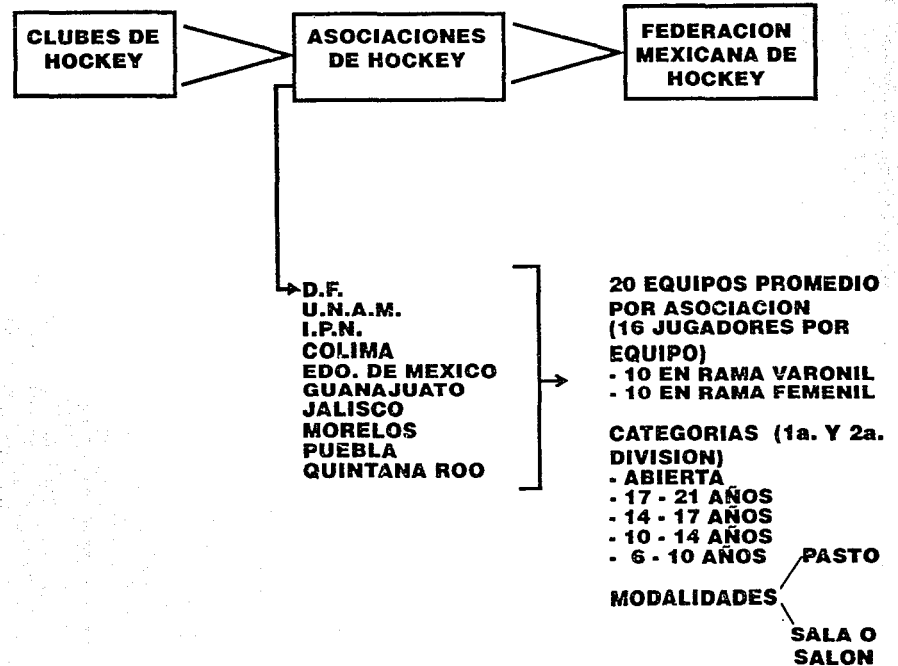 CLUBES DE
HOCKEY
ASOCIACIONES
DE HOCKEY
FEDERACION
MEXICANA DE
HOCKEY
D.F.
U.N.A.M.
I.P.N.
COLIMA
EDO. DE MEXICO
GUANAJUATO
JALISCO
MORELOS
PUEBLA
QUINTANA ROO
20 EQUIPOS PROMEDIO
POR ASOCIACION
(16 JUGADORES POR
EQUIPO)
- 10 EN RAMA VARONIL
- 10 EN RAMA FEMENIL
CATEGORIAS (1a. Y 2a.
DIVISION)
- ABIERTA
- 17 - 21 AÑOS
- 14 - 17 AÑOS
- 10 - 14 AÑOS
- 6 - 10 AÑOS
PASTO
MODALIDADES
SALA O
SALON